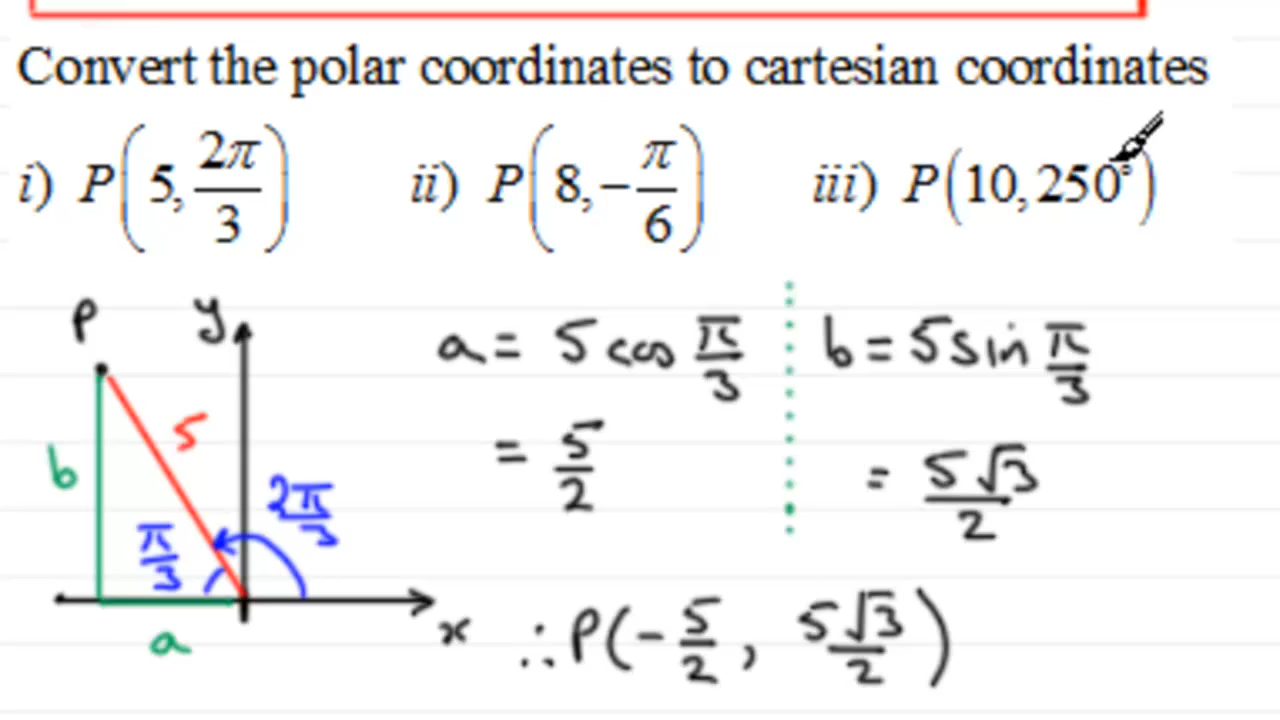 Convert the polar coordinates to cartesian coordinates
i) P(5, 2π/3) ii) P(8, -π/6) iii) P(10, 250°)
P y
a = 5 cos π/3 b = 5 sin π/3
5
b
= 5/2 = 5√3/2
2π/3
π/3
a
x
∴ P(-5/2, 5√3/2)